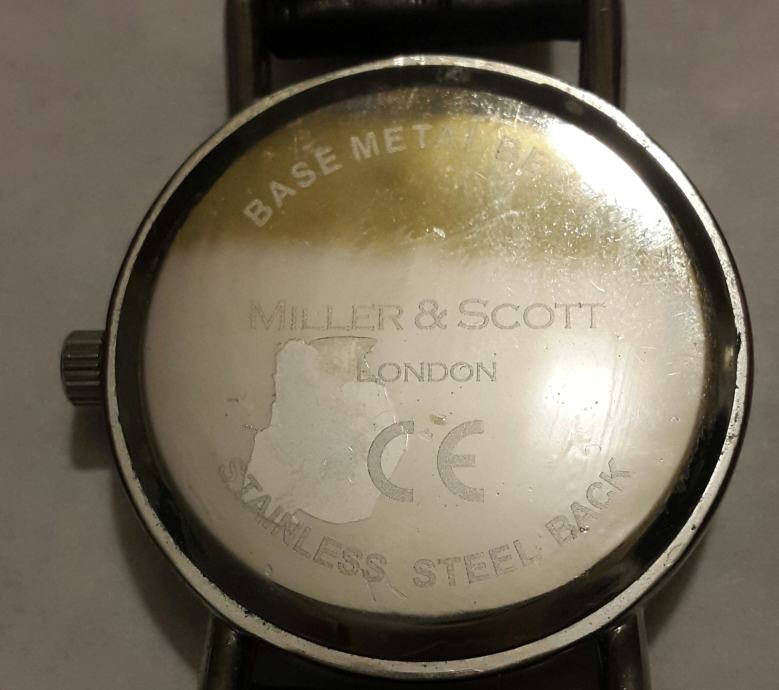 BASE METAL
MILLER & SCOTT
LONDON
CE
STAINLESS STEEL BACK